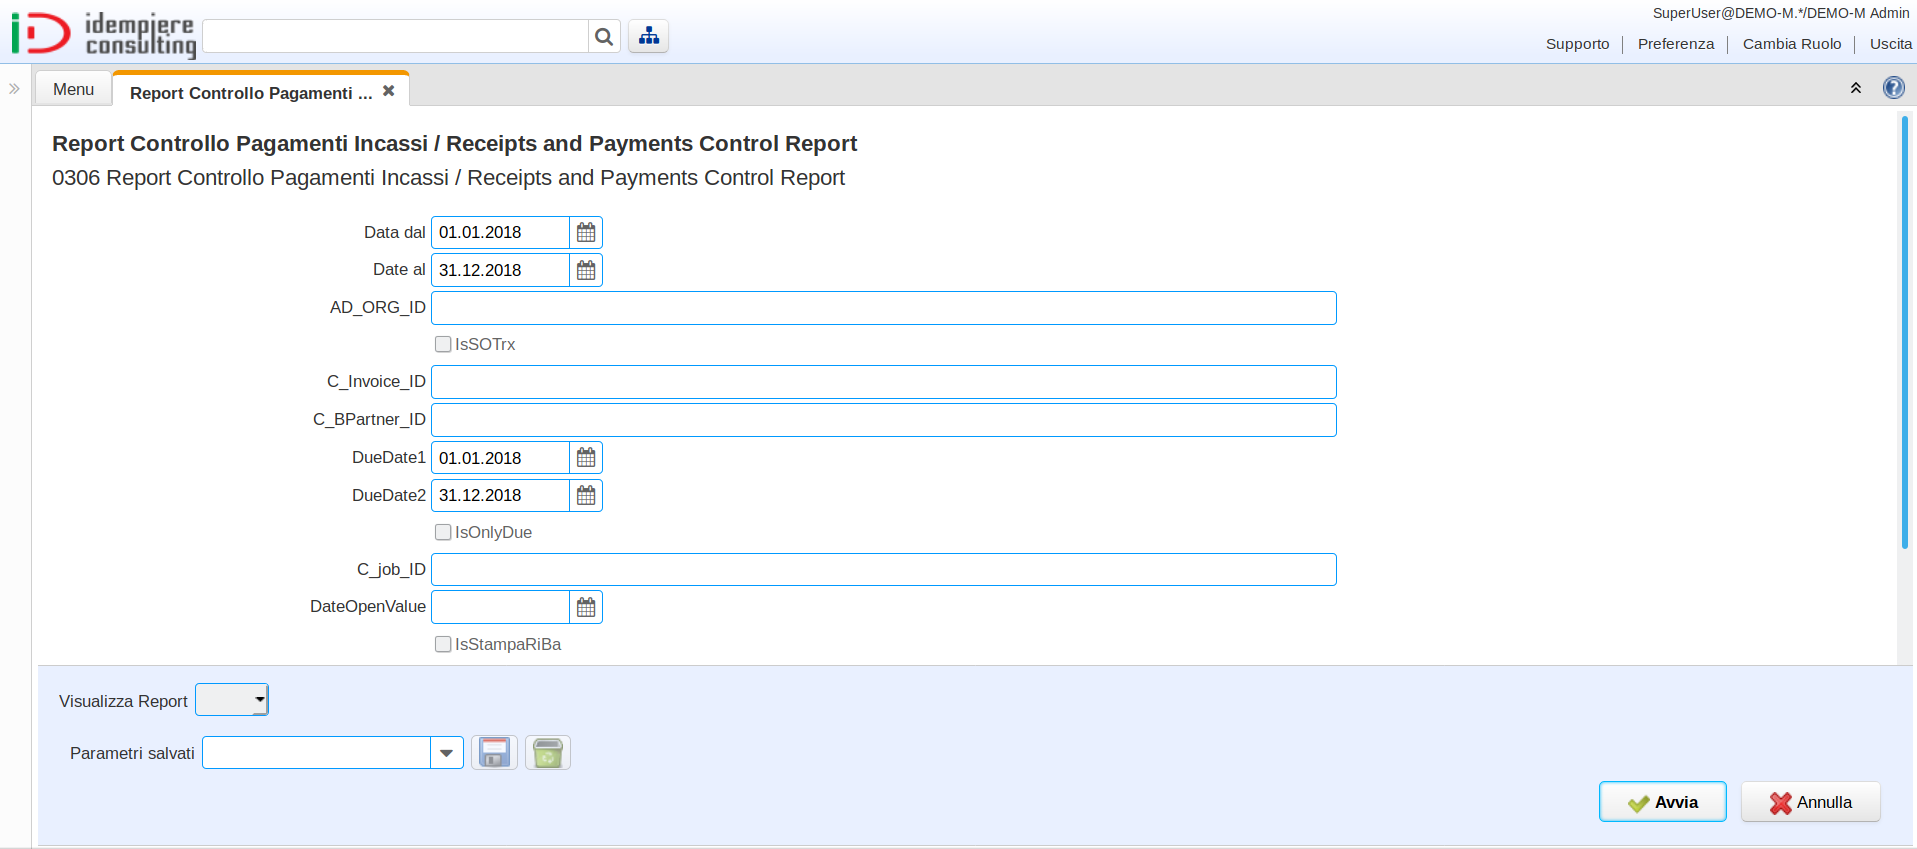 idempiere
consulting
SuperUser@DEMO-M.*/DEMO-M Admin
Supporto Preferenza Cambia Ruolo Uscita
Menu Report Controllo Pagamenti ...
Report Controllo Pagamenti Incassi / Receipts and Payments Control Report
0306 Report Controllo Pagamenti Incassi / Receipts and Payments Control Report
Data dal 01.01.2018
Date al 31.12.2018
AD_ORG_ID
IsSOTrx
C_Invoice_ID
C_BPartner_ID
DueDate1 01.01.2018
DueDate2 31.12.2018
IsOnlyDue
C_job_ID
DateOpenValue
IsStampaRiBa
Visualizza Report
Parametri salvati
Avvia Annulla